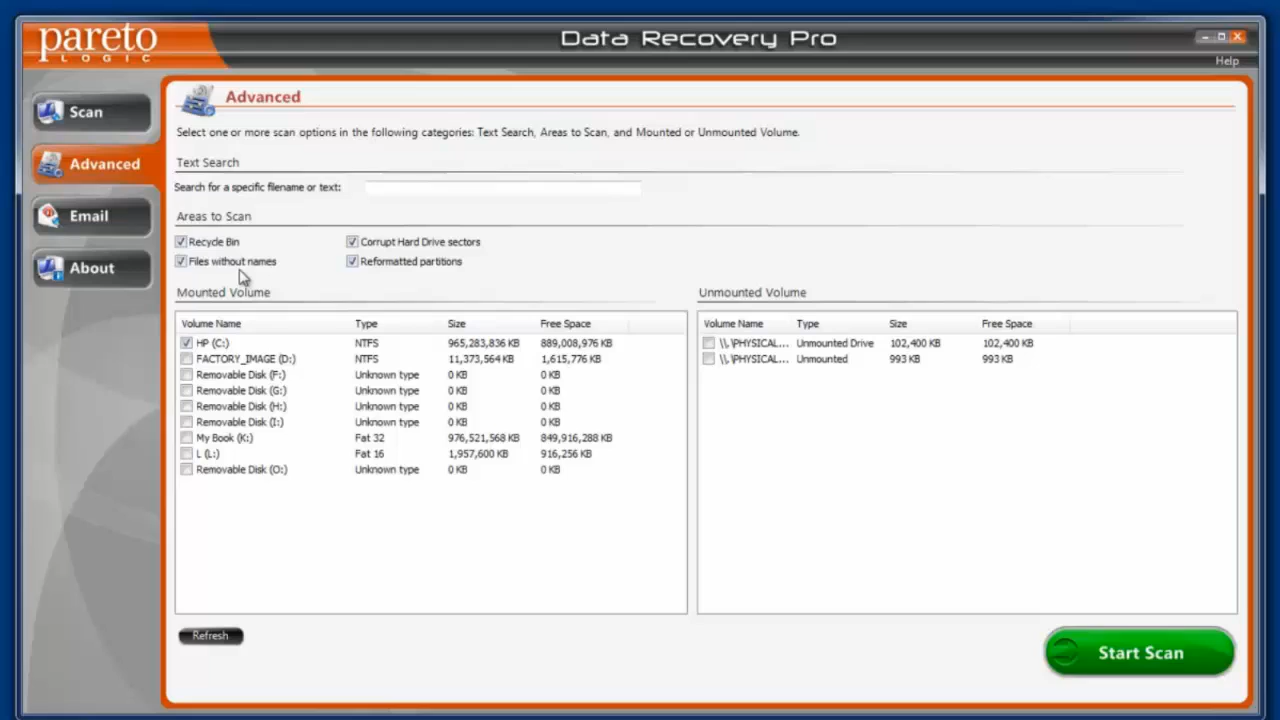 pareto
LOGIC
Data Recovery Pro
Help
Scan
Advanced
Email
About
Advanced
Select one or more scan options in the following categories: Text Search, Areas to Scan, and Mounted or Unmounted Volume.
Text Search
Search for a specific filename or text:
Areas to Scan
Recycle Bin Corrupt Hard Drive sectors
Files without names Reformatted partitions
Mounted Volume
Volume Name Type Size Free Space
HP (C:) NTFS 965,283,836 KB 889,008,976 KB
FACTORY_IMAGE (D:) NTFS 11,373,564 KB 1,615,776 KB
Removable Disk (F:) Unknown type 0 KB 0 KB
Removable Disk (G:) Unknown type 0 KB 0 KB
Removable Disk (H:) Unknown type 0 KB 0 KB
Removable Disk (I:) Unknown type 0 KB 0 KB
My Book (K:) Fat 32 976,521,568 KB 849,916,288 KB
L (L:) Fat 16 1,957,600 KB 916,256 KB
Removable Disk (O:) Unknown type 0 KB 0 KB
Unmounted Volume
Volume Name Type Size Free Space
\\.\PHYSICAL... Unmounted Drive 102,400 KB 102,400 KB
\\.\PHYSICAL... Unmounted 993 KB 993 KB
Refresh
Start Scan